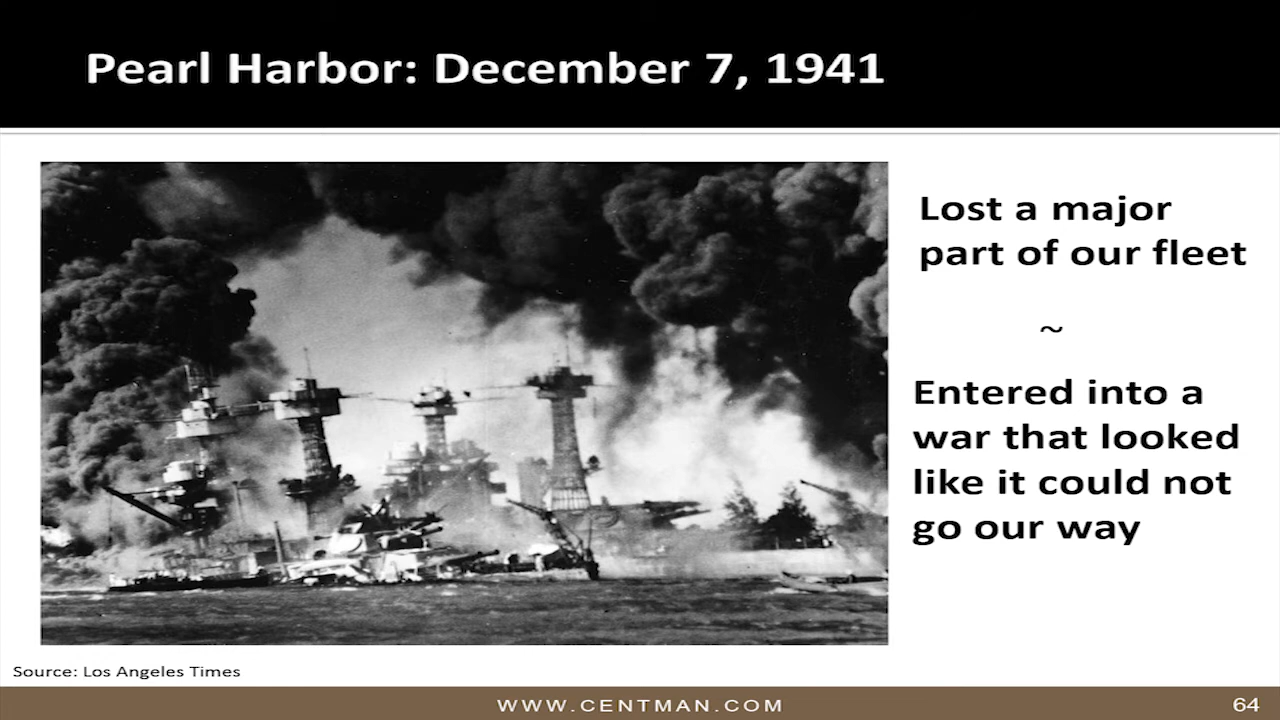 Pearl Harbor: December 7, 1941
Lost a major
part of our fleet
~
Entered into a
war that looked
like it could not
go our way
Source: Los Angeles Times
WWW.CENTMAN.COM
64